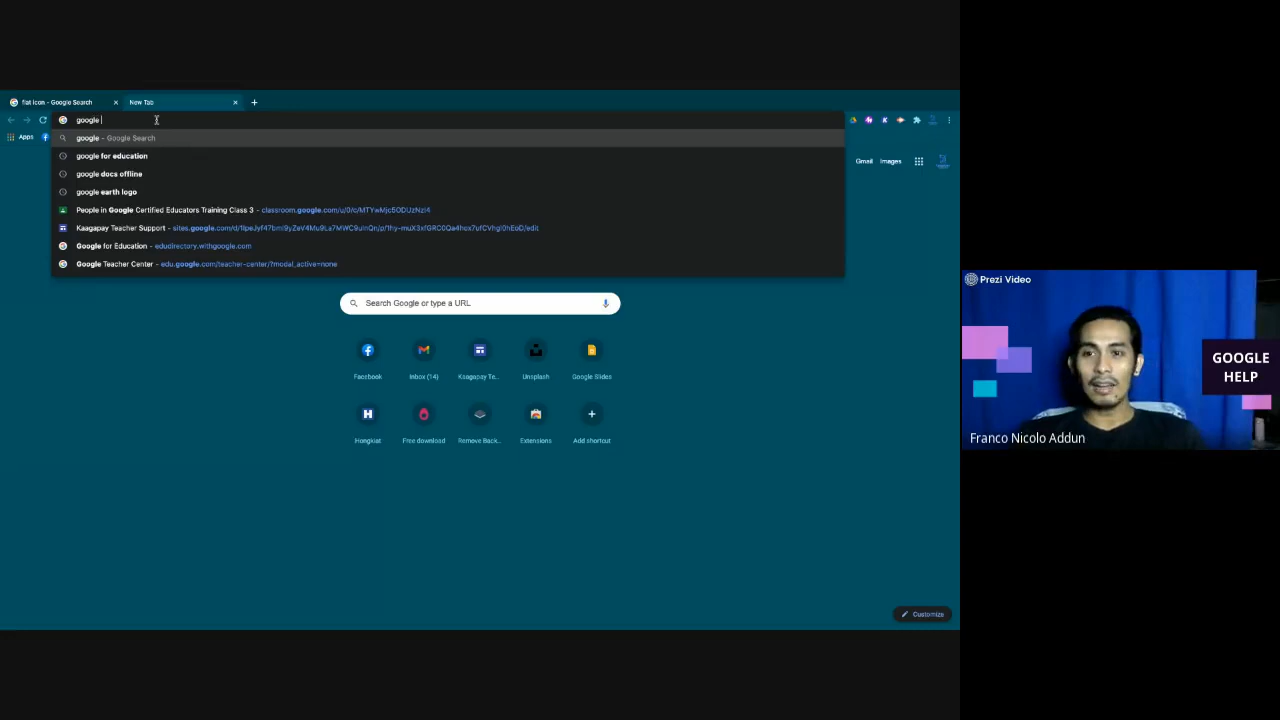 flat icon - Google Search
New Tab
google
Apps
google - Google Search
google for education
google docs offline
google earth logo
People in Google Certified Educators Training Class 3 - classroom.google.com/u/0/c/MTYwMjc5ODUzNzI4
Kaagapay Teacher Support -
Google for Education - edudirectory.withgoogle.com
Google Teacher Center - edu.google.com/teacher-center/?modal_active=none
Gmail
Images
Search Google or type a URL
Facebook
Inbox (14)
Kaagapay Te...
Unsplash
Google Slides
H
Hongkiat
Free download
Remove Back...
Extensions
Add shortcut
Customize
Prezi Video
GOOGLE
HELP
Franco Nicolo Addun